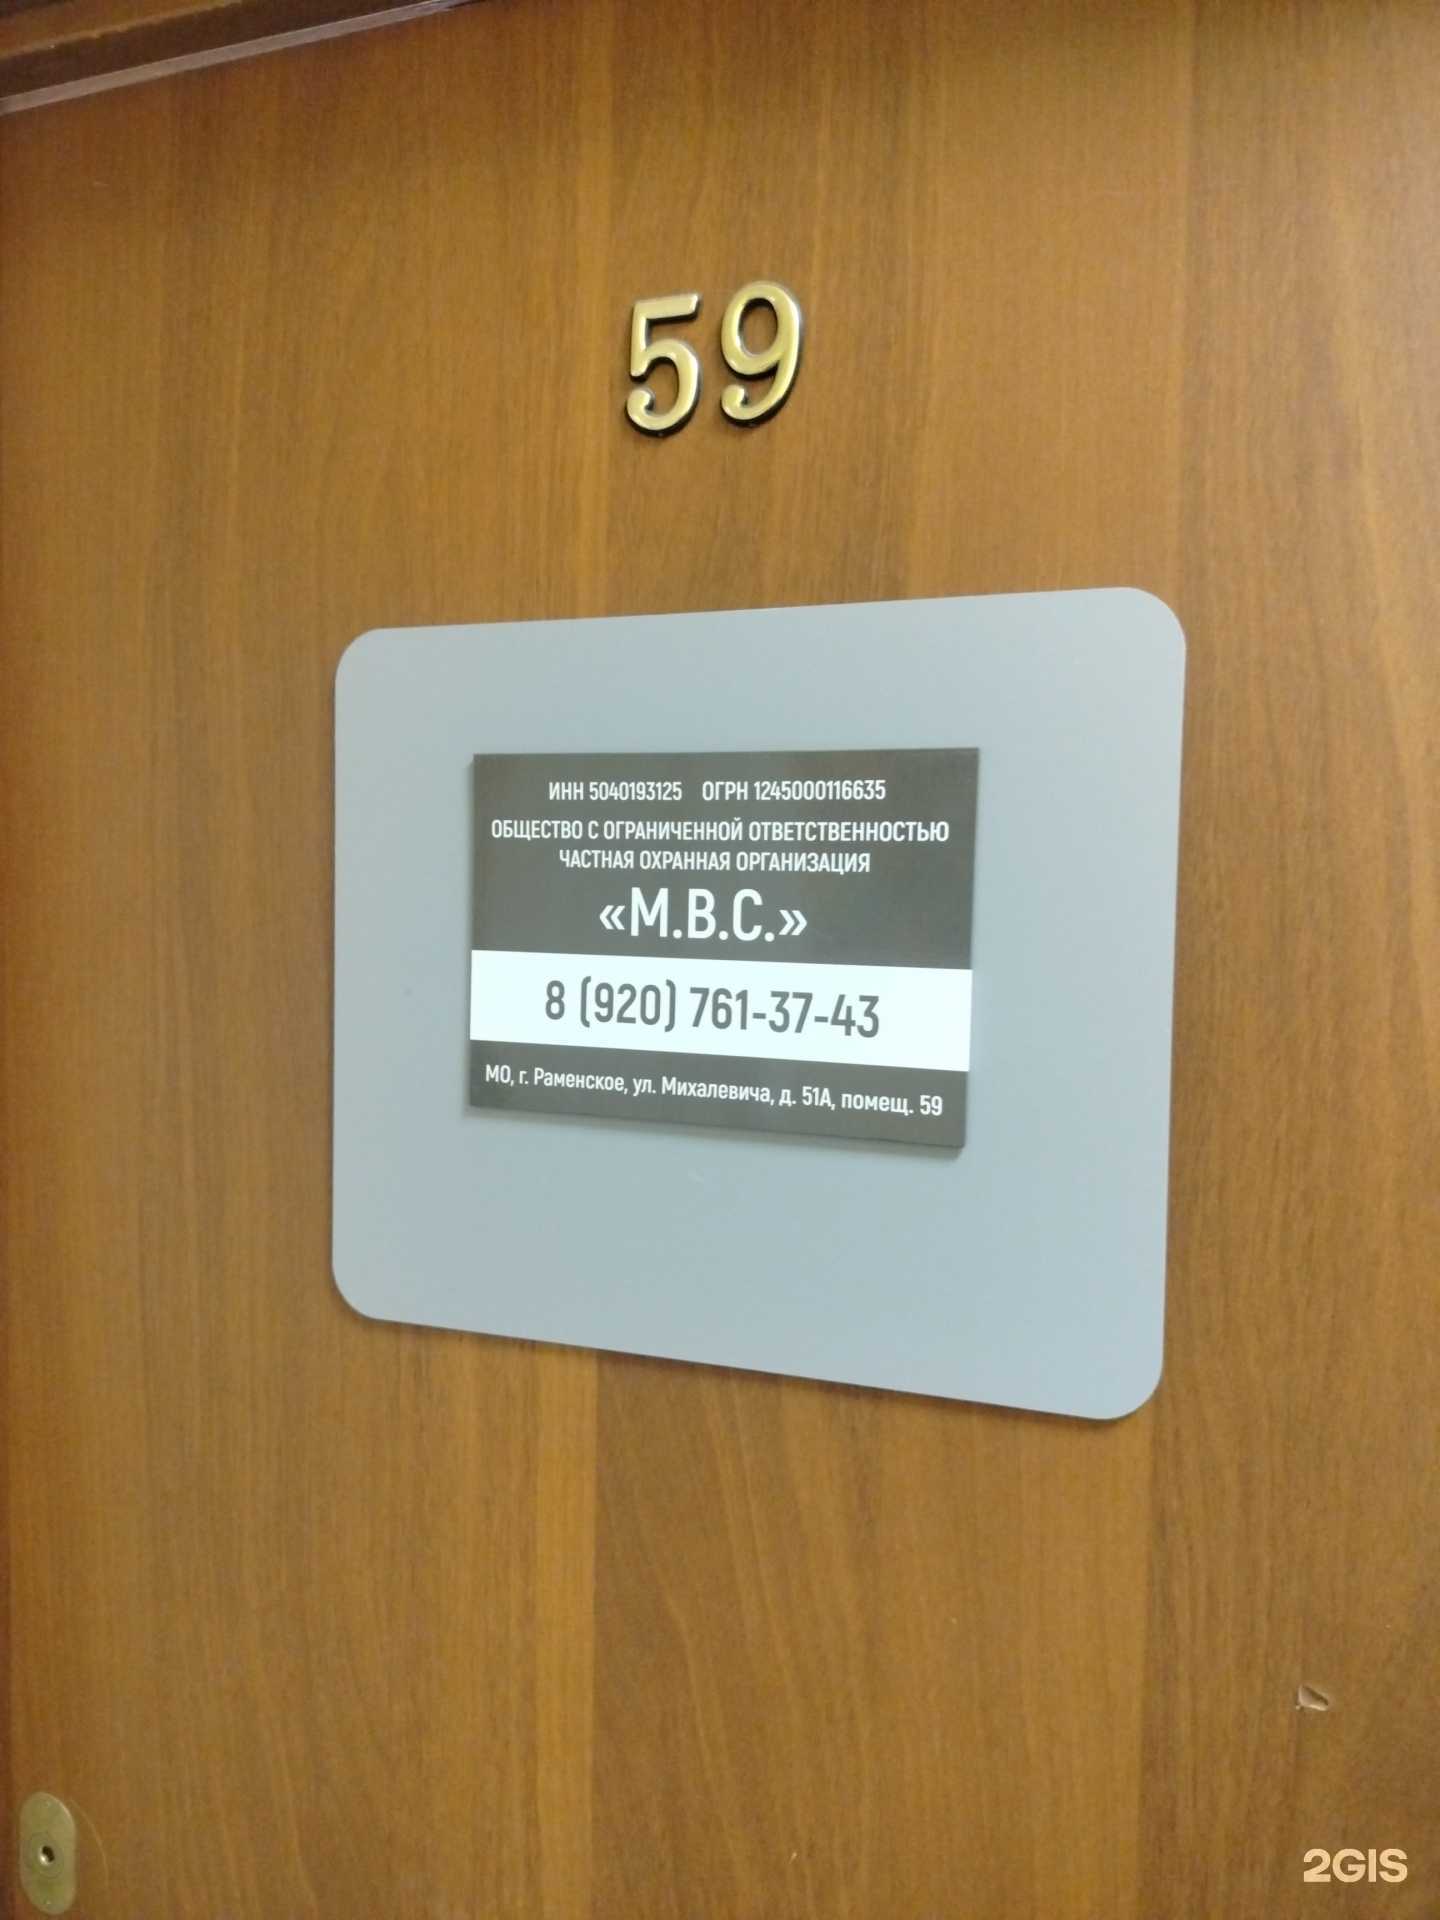 59
ИНН 5040193125 ОГРН 1245000116635
ОБЩЕСТВО С ОГРАНИЧЕННОЙ ОТВЕТСТВЕННОСТЬЮ
ЧАСТНАЯ ОХРАННАЯ ОРГАНИЗАЦИЯ
«М.В.С.»
8 (920) 761-37-43
МО, г. Раменское, ул. Михалевича, д. 51А, помещ. 59
2GIS